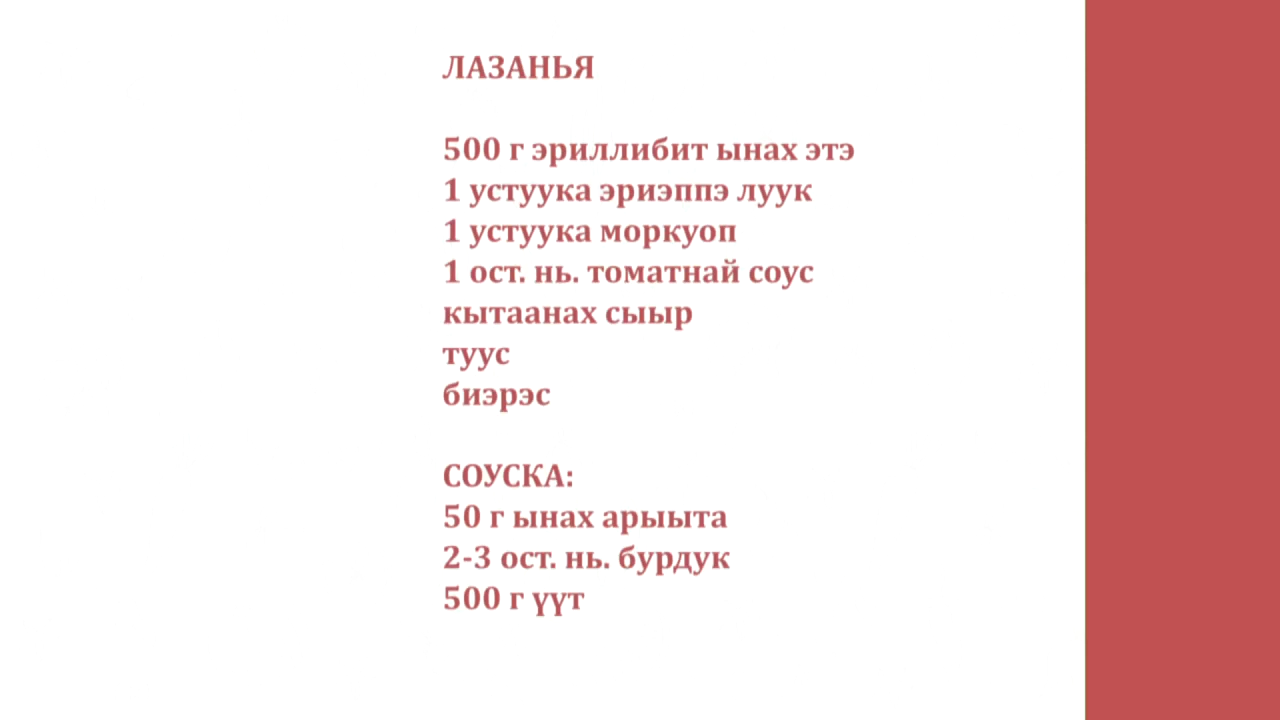 ЛАЗАНЬЯ
500 г эриллибит ынах этэ
1 устуука эриэппэ луук
1 устуука моркуоп
1 ост. нь. томатнай соус
кытаанах сыыр
туус
биэрэс
СОУСКА:
50 г ынах арыыта
2-3 ост. нь. бурдук
500 г үүт